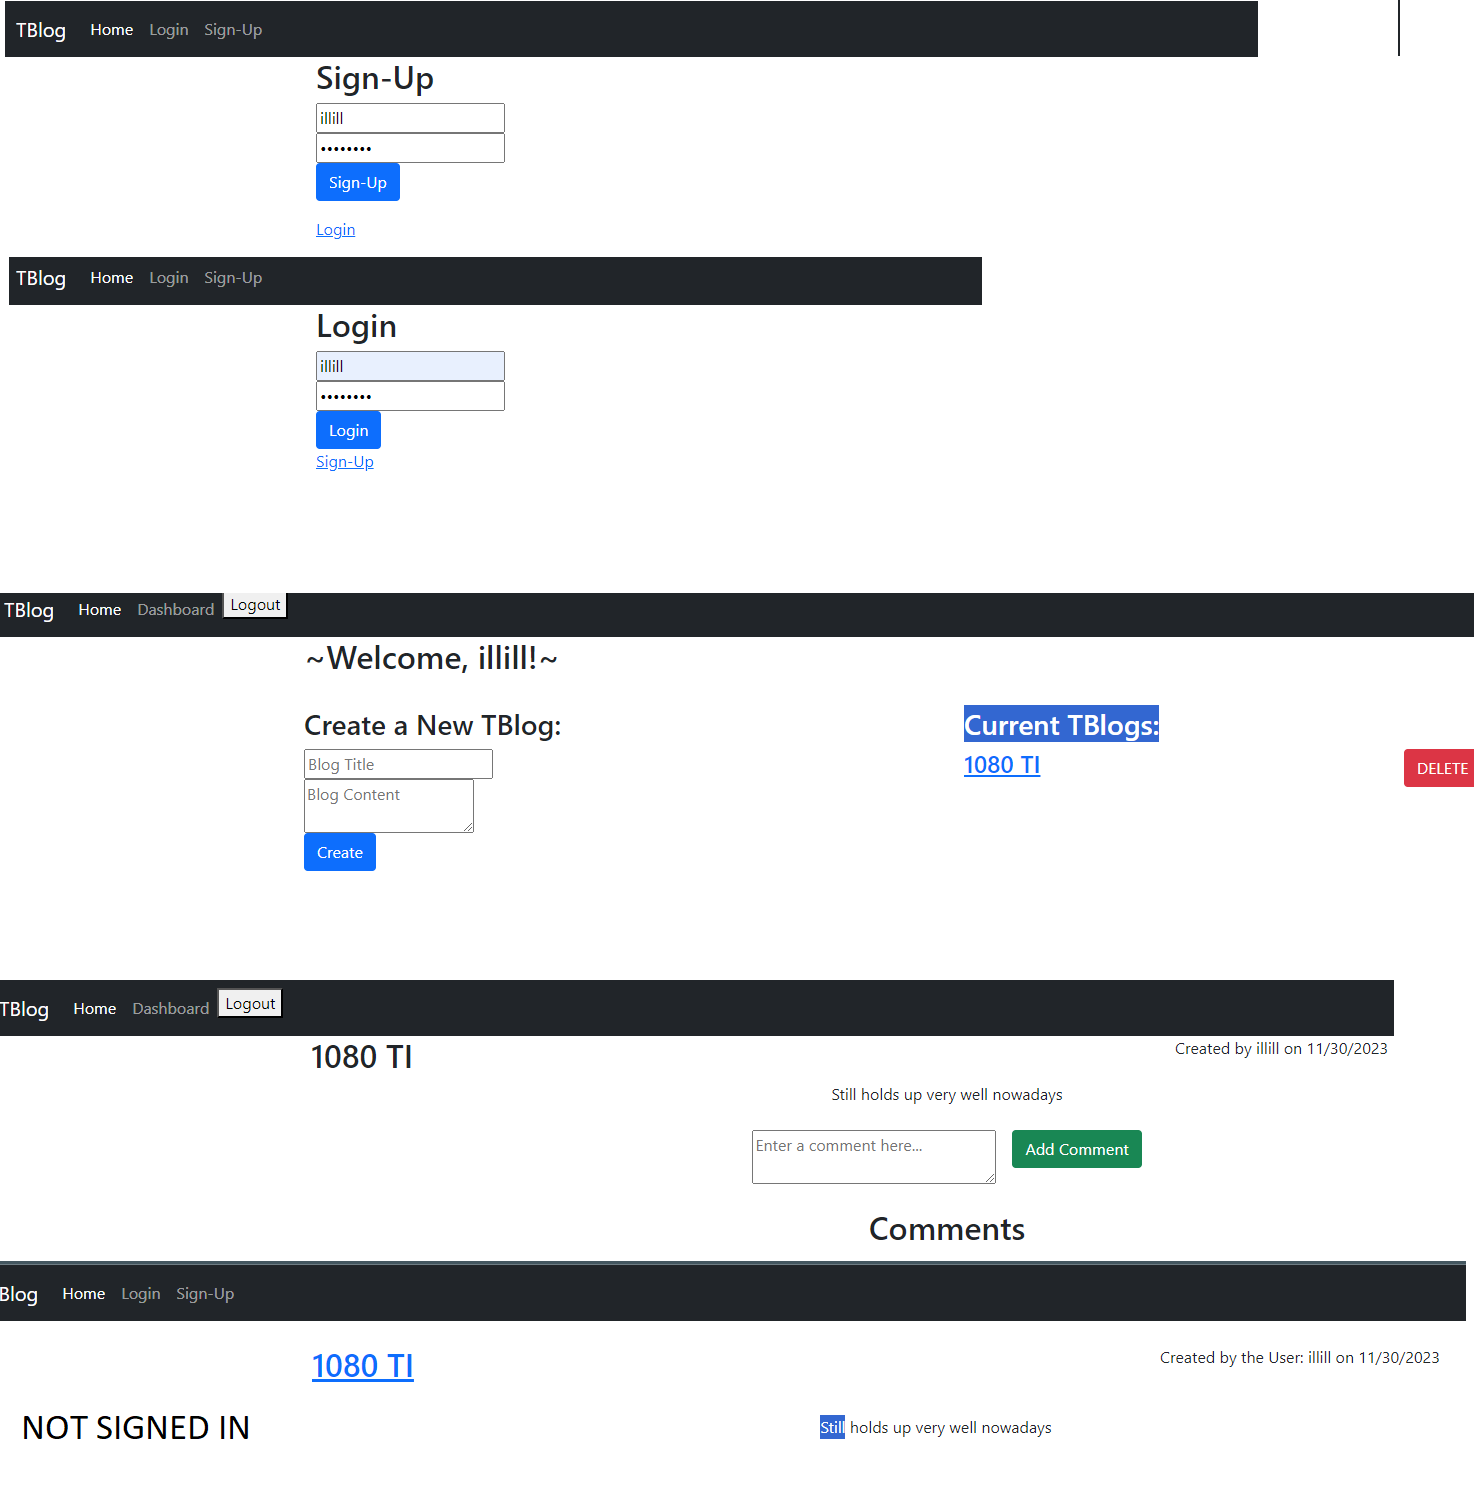 TBlog Home Login Sign-Up
Sign-Up
illill
••••••••
Sign-Up
Login
TBlog Home Login Sign-Up
Login
illill
••••••••
Login
Sign-Up
TBlog Home Dashboard Logout
~Welcome, illill!~
Create a New TBlog:
Blog Title
Blog Content
Create
Current TBlogs:
1080 TI DELETE
TBlog Home Dashboard Logout
1080 TI Created by illill on 11/30/2023
Still holds up very well nowadays
Enter a comment here... Add Comment
Comments
Blog Home Login Sign-Up
1080 TI Created by the User: illill on 11/30/2023
NOT SIGNED IN
Still holds up very well nowadays